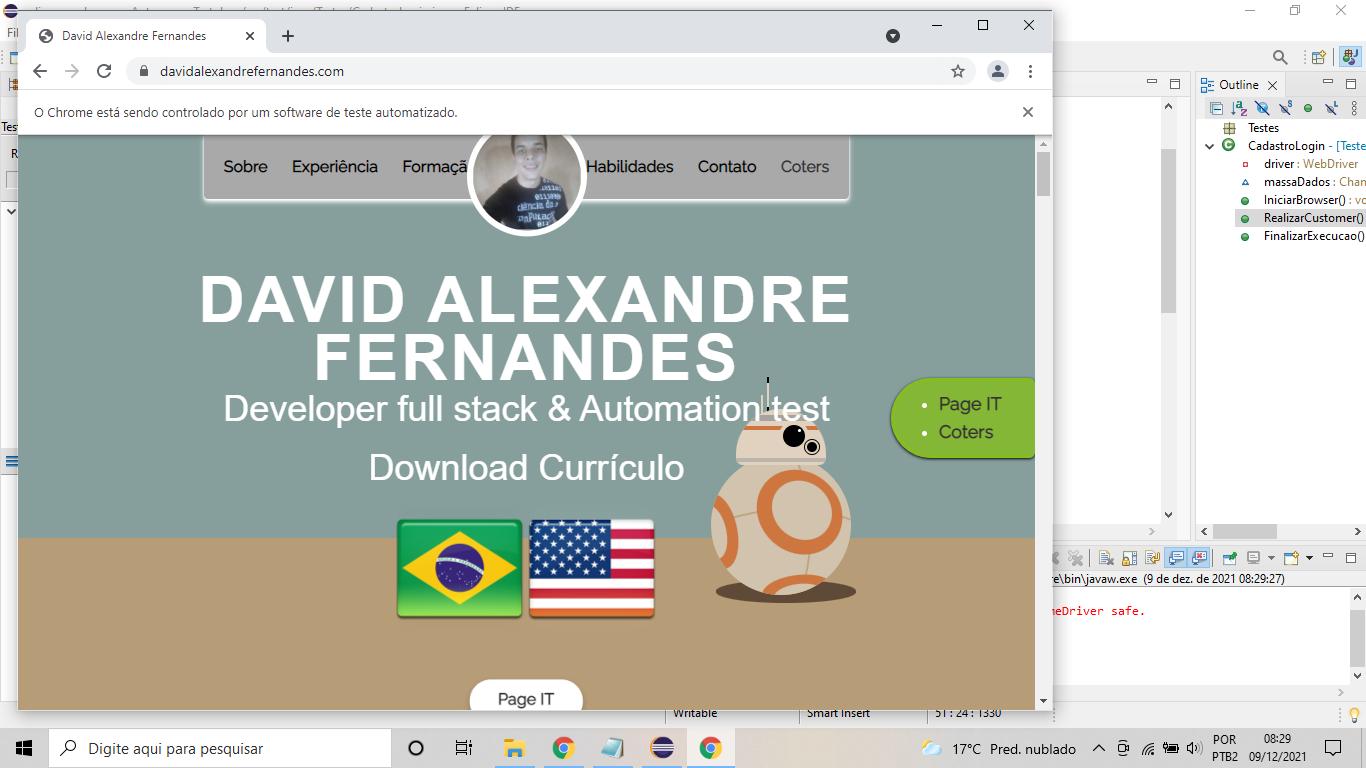 David Alexandre Fernandes
davidalexandrefernandes.com
O Chrome está sendo controlado por um software de teste automatizado.
Sobre Experiência Formaçã Habilidades Contato Coters
DAVID ALEXANDRE
FERNANDES
Developer full stack & Automation test
Download Currículo
Page IT
Coters
Page IT
Outline
Testes
CadastroLogin - [Teste
driver : WebDriver
massaDados : Chan
IniciarBrowser() : vo
RealizarCustomer()
FinalizarExecucao()
e\bin\javaw.exe (9 de dez. de 2021 08:29:27)
meDriver safe.
Writable Smart Insert 51 : 24 : 1330
Digite aqui para pesquisar
17°C Pred. nublado
POR
PTB2
08:29
09/12/2021